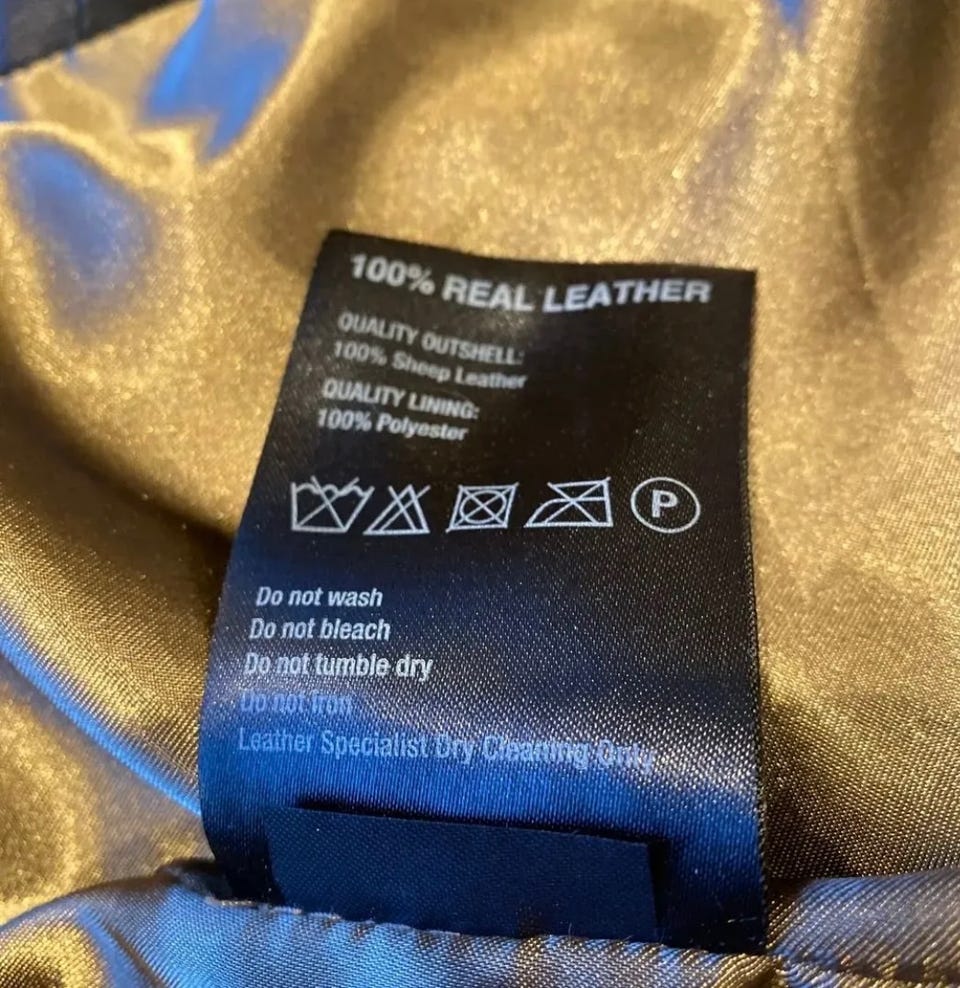 100% REAL LEATHER
QUALITY OUTSHELL:
100% Sheep Leather
QUALITY LINING:
100% Polyester
P
Do not wash
Do not bleach
Do not tumble dry
Do not iron
Leather Specialist Dry Cleaning Only